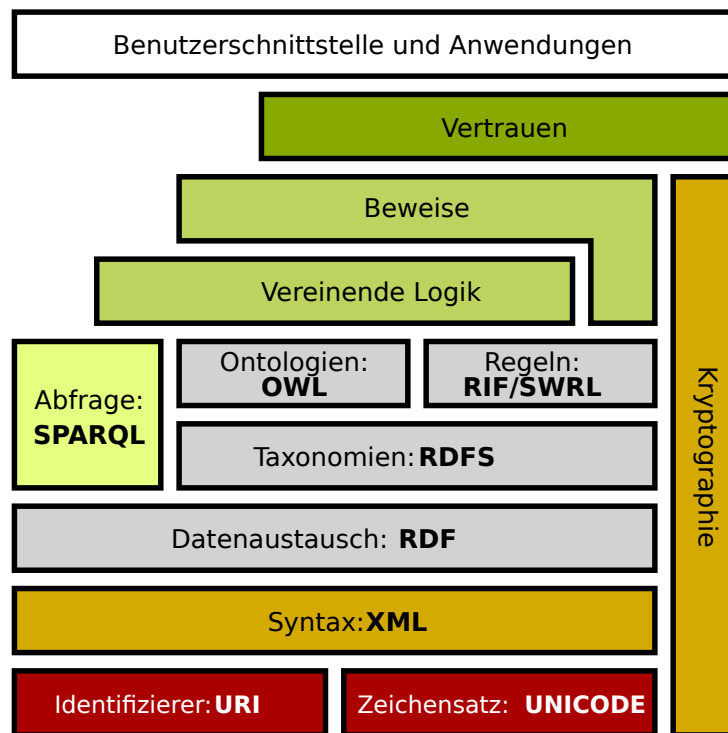 Benutzerschnittstelle und Anwendungen
Vertrauen
Beweise
Vereinende Logik
Abfrage:
SPARQL
Ontologien:
OWL
Regeln:
RIF/SWRL
Taxonomien: RDFS
Datenaustausch: RDF
Syntax: XML
Identifizierer: URI
Zeichensatz: UNICODE
Kryptographie